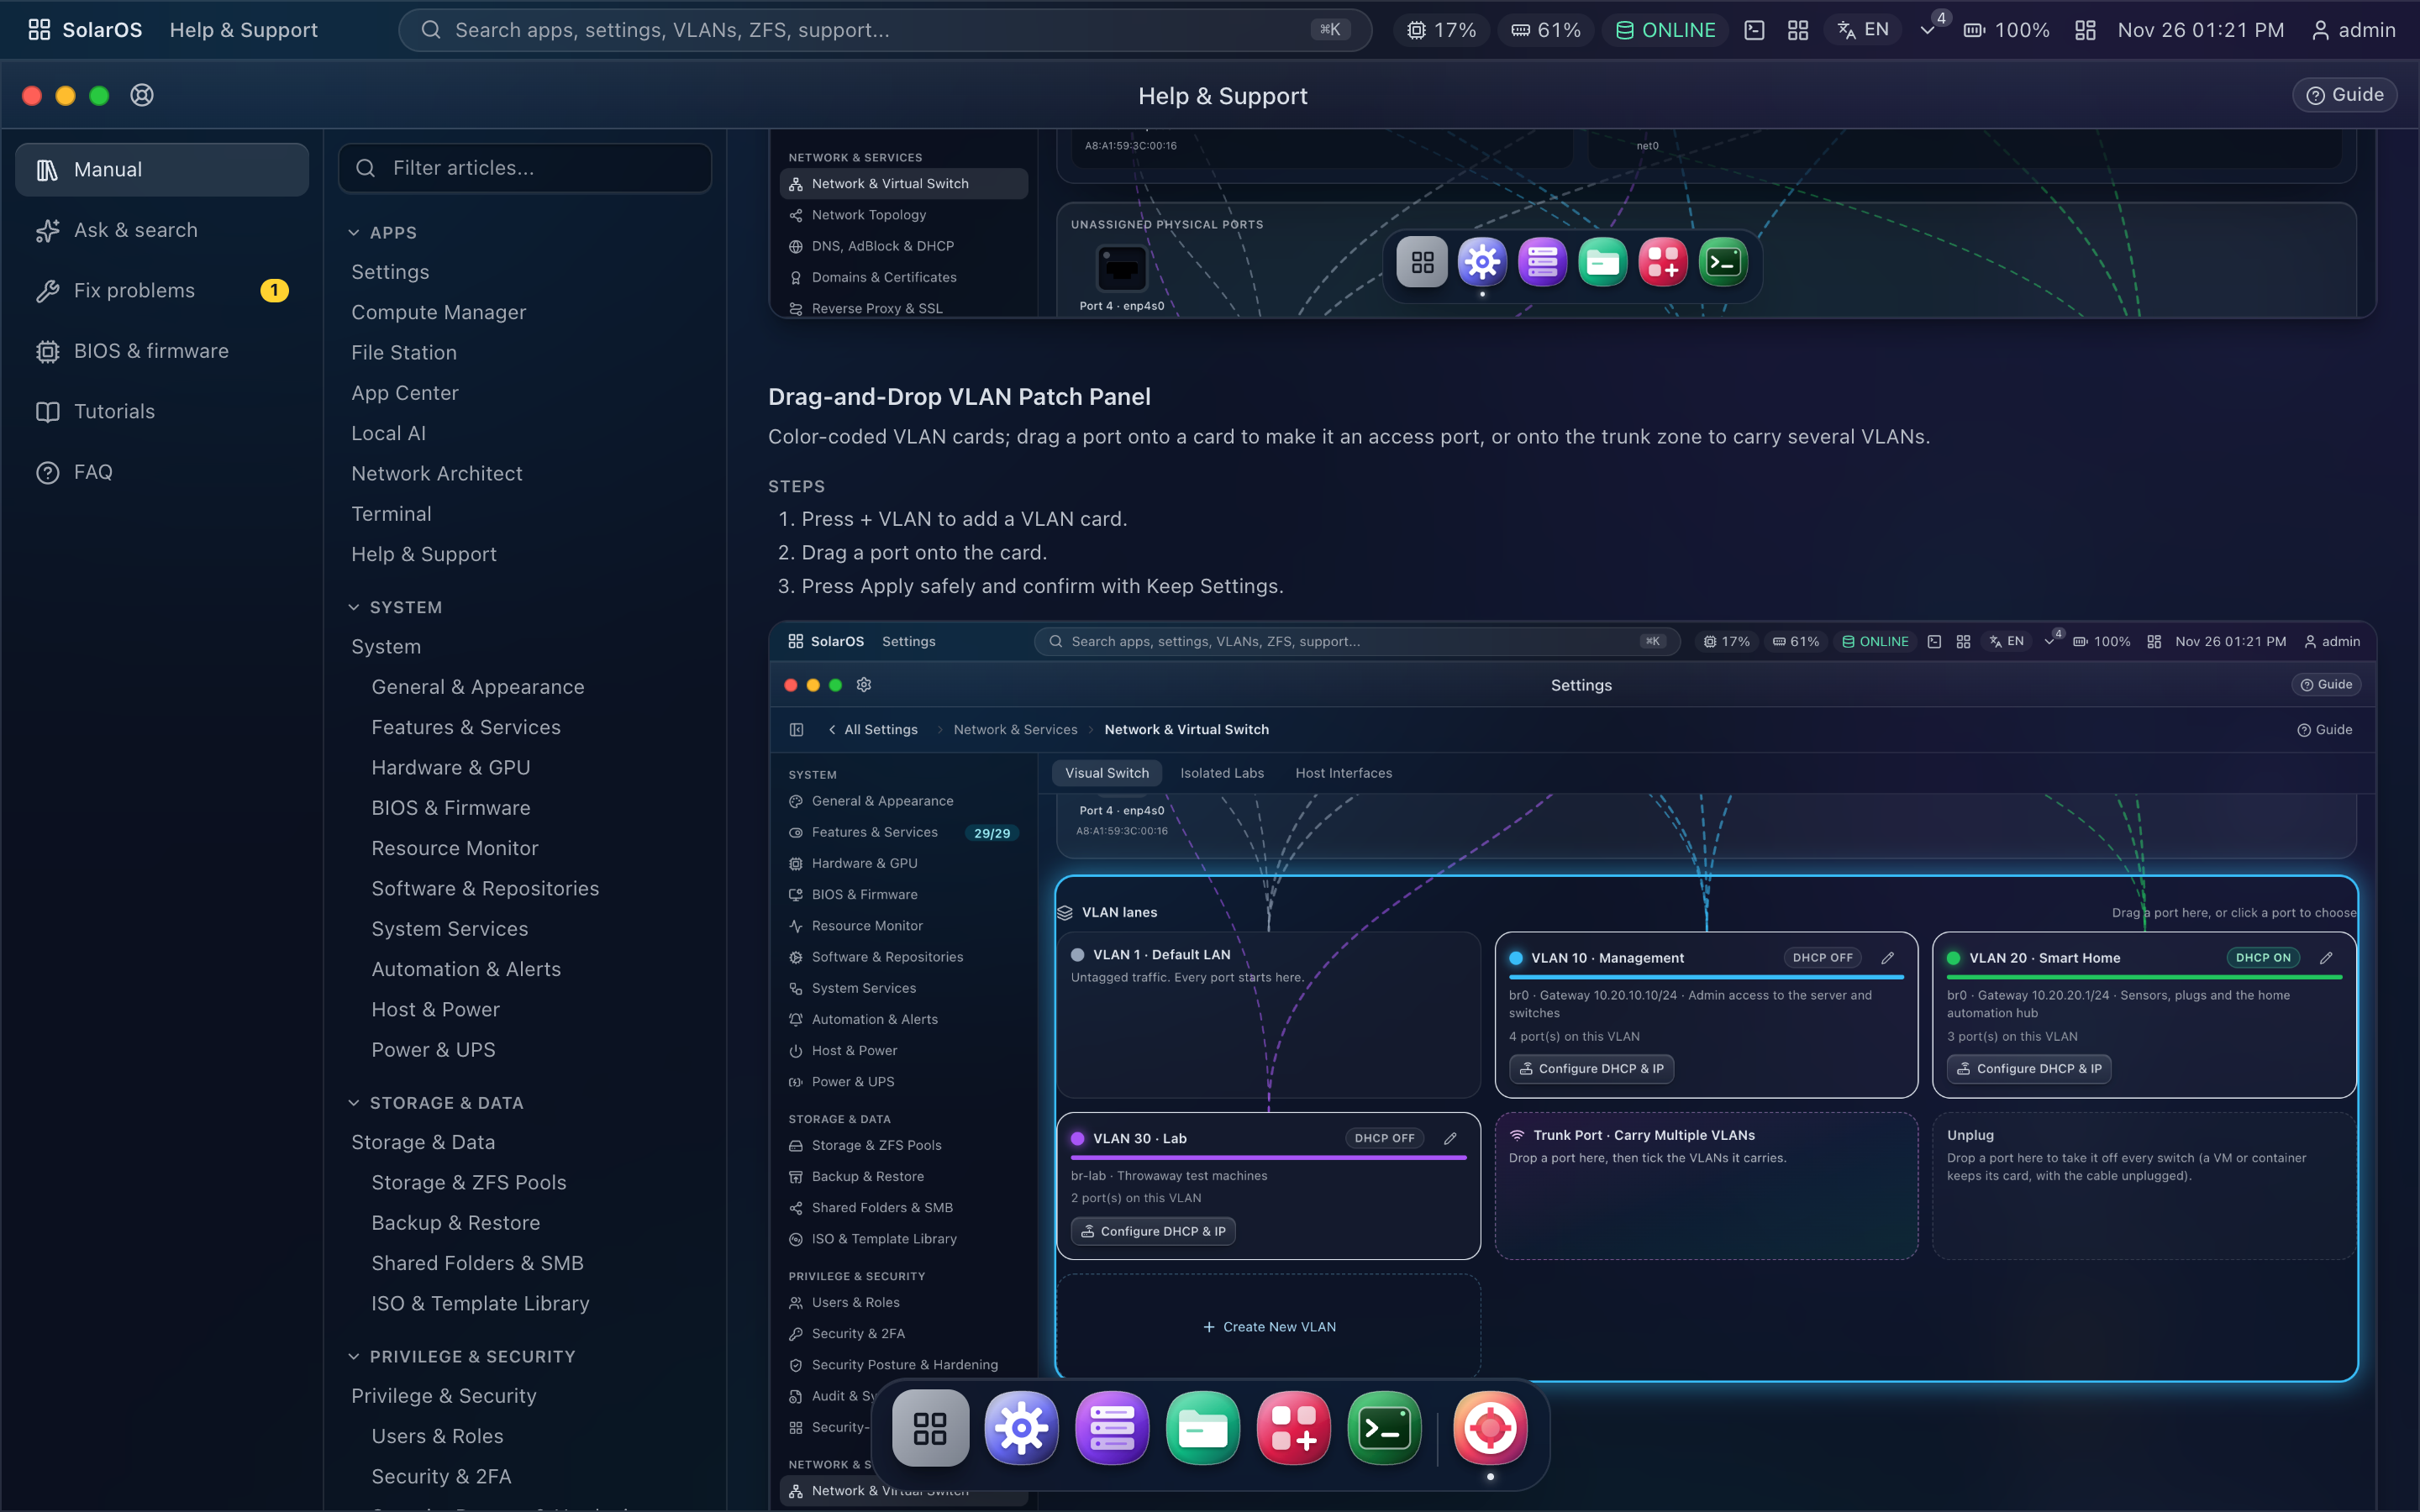 SolarOS Help & Support
Search apps, settings, VLANs, ZFS, support... ⌘K
17% 61% ONLINE EN 4 100% Nov 26 01:21 PM admin
Help & Support
Guide
Manual
Ask & search
Fix problems 1
BIOS & firmware
Tutorials
FAQ
Filter articles...
APPS
Settings
Compute Manager
File Station
App Center
Local AI
Network Architect
Terminal
Help & Support
SYSTEM
System
General & Appearance
Features & Services
Hardware & GPU
BIOS & Firmware
Resource Monitor
Software & Repositories
System Services
Automation & Alerts
Host & Power
Power & UPS
STORAGE & DATA
Storage & Data
Storage & ZFS Pools
Backup & Restore
Shared Folders & SMB
ISO & Template Library
PRIVILEGE & SECURITY
Privilege & Security
Users & Roles
Security & 2FA
NETWORK & SERVICES
Network & Virtual Switch
Network Topology
DNS, AdBlock & DHCP
Domains & Certificates
Reverse Proxy & SSL
A8:A1:59:3C:00:16
net0
UNASSIGNED PHYSICAL PORTS
Port 4 · enp4s0
Drag-and-Drop VLAN Patch Panel
Color-coded VLAN cards; drag a port onto a card to make it an access port, or onto the trunk zone to carry several VLANs.
STEPS
1. Press + VLAN to add a VLAN card.
2. Drag a port onto the card.
3. Press Apply safely and confirm with Keep Settings.
SolarOS Settings
Search apps, settings, VLANs, ZFS, support... ⌘K
17% 61% ONLINE EN 4 100% Nov 26 01:21 PM admin
Settings
Guide
All Settings > Network & Services > Network & Virtual Switch
Guide
SYSTEM
General & Appearance
Features & Services 29/29
Hardware & GPU
BIOS & Firmware
Resource Monitor
Software & Repositories
System Services
Automation & Alerts
Host & Power
Power & UPS
STORAGE & DATA
Storage & ZFS Pools
Backup & Restore
Shared Folders & SMB
ISO & Template Library
PRIVILEGE & SECURITY
Users & Roles
Security & 2FA
Security Posture & Hardening
Audit &
Security-
NETWORK &
Network & Virtual Switch
Visual Switch Isolated Labs Host Interfaces
Port 4 · enp4s0
A8:A1:59:3C:00:16
VLAN lanes
Drag a port here, or click a port to choose
VLAN 1 · Default LAN
Untagged traffic. Every port starts here.
VLAN 10 · Management DHCP OFF
br0 · Gateway 10.20.10.10/24 · Admin access to the server and
switches
4 port(s) on this VLAN
Configure DHCP & IP
VLAN 20 · Smart Home DHCP ON
br0 · Gateway 10.20.20.1/24 · Sensors, plugs and the home
automation hub
3 port(s) on this VLAN
Configure DHCP & IP
VLAN 30 · Lab DHCP OFF
br-lab · Throwaway test machines
2 port(s) on this VLAN
Configure DHCP & IP
Trunk Port · Carry Multiple VLANs
Drop a port here, then tick the VLANs it carries.
Unplug
Drop a port here to take it off every switch (a VM or container
keeps its card, with the cable unplugged).
+ Create New VLAN